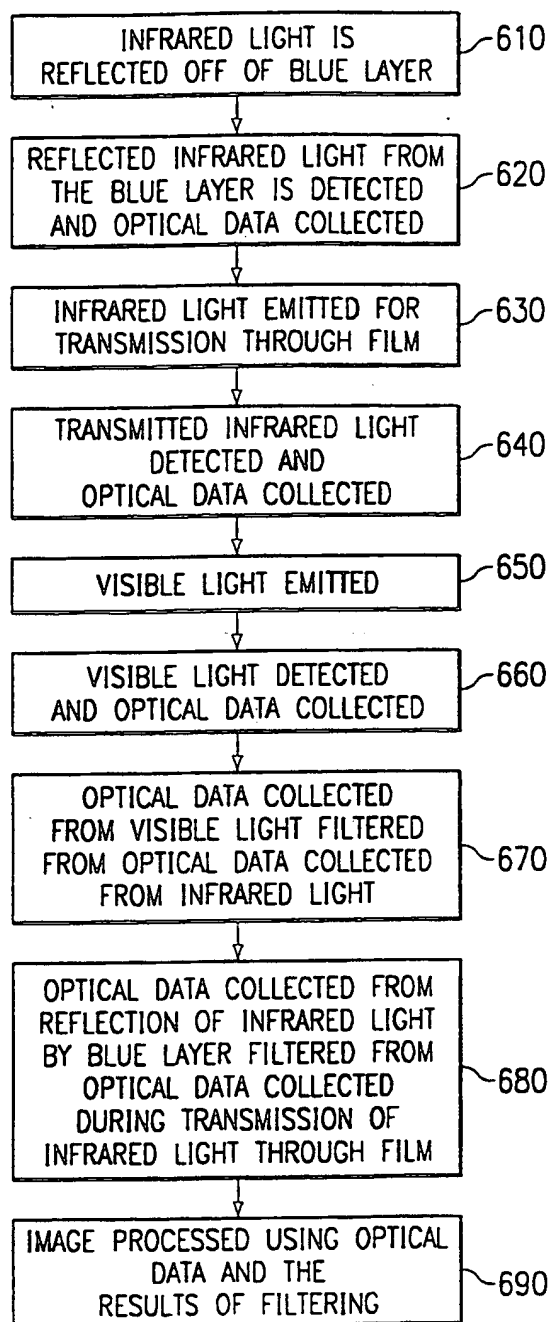 INFRARED LIGHT IS
REFLECTED OFF OF BLUE LAYER
610
REFLECTED INFRARED LIGHT FROM
THE BLUE LAYER IS DETECTED
AND OPTICAL DATA COLLECTED
620
INFRARED LIGHT EMITTED FOR
TRANSMISSION THROUGH FILM
630
TRANSMITTED INFRARED LIGHT
DETECTED AND
OPTICAL DATA COLLECTED
640
VISIBLE LIGHT EMITTED
650
VISIBLE LIGHT DETECTED
AND OPTICAL DATA COLLECTED
660
OPTICAL DATA COLLECTED
FROM VISIBLE LIGHT FILTERED
FROM OPTICAL DATA COLLECTED
FROM INFRARED LIGHT
670
OPTICAL DATA COLLECTED FROM
REFLECTION OF INFRARED LIGHT
BY BLUE LAYER FILTERED FROM
OPTICAL DATA COLLECTED
DURING TRANSMISSION OF
INFRARED LIGHT THROUGH FILM
680
IMAGE PROCESSED USING OPTICAL
DATA AND THE
RESULTS OF FILTERING
690